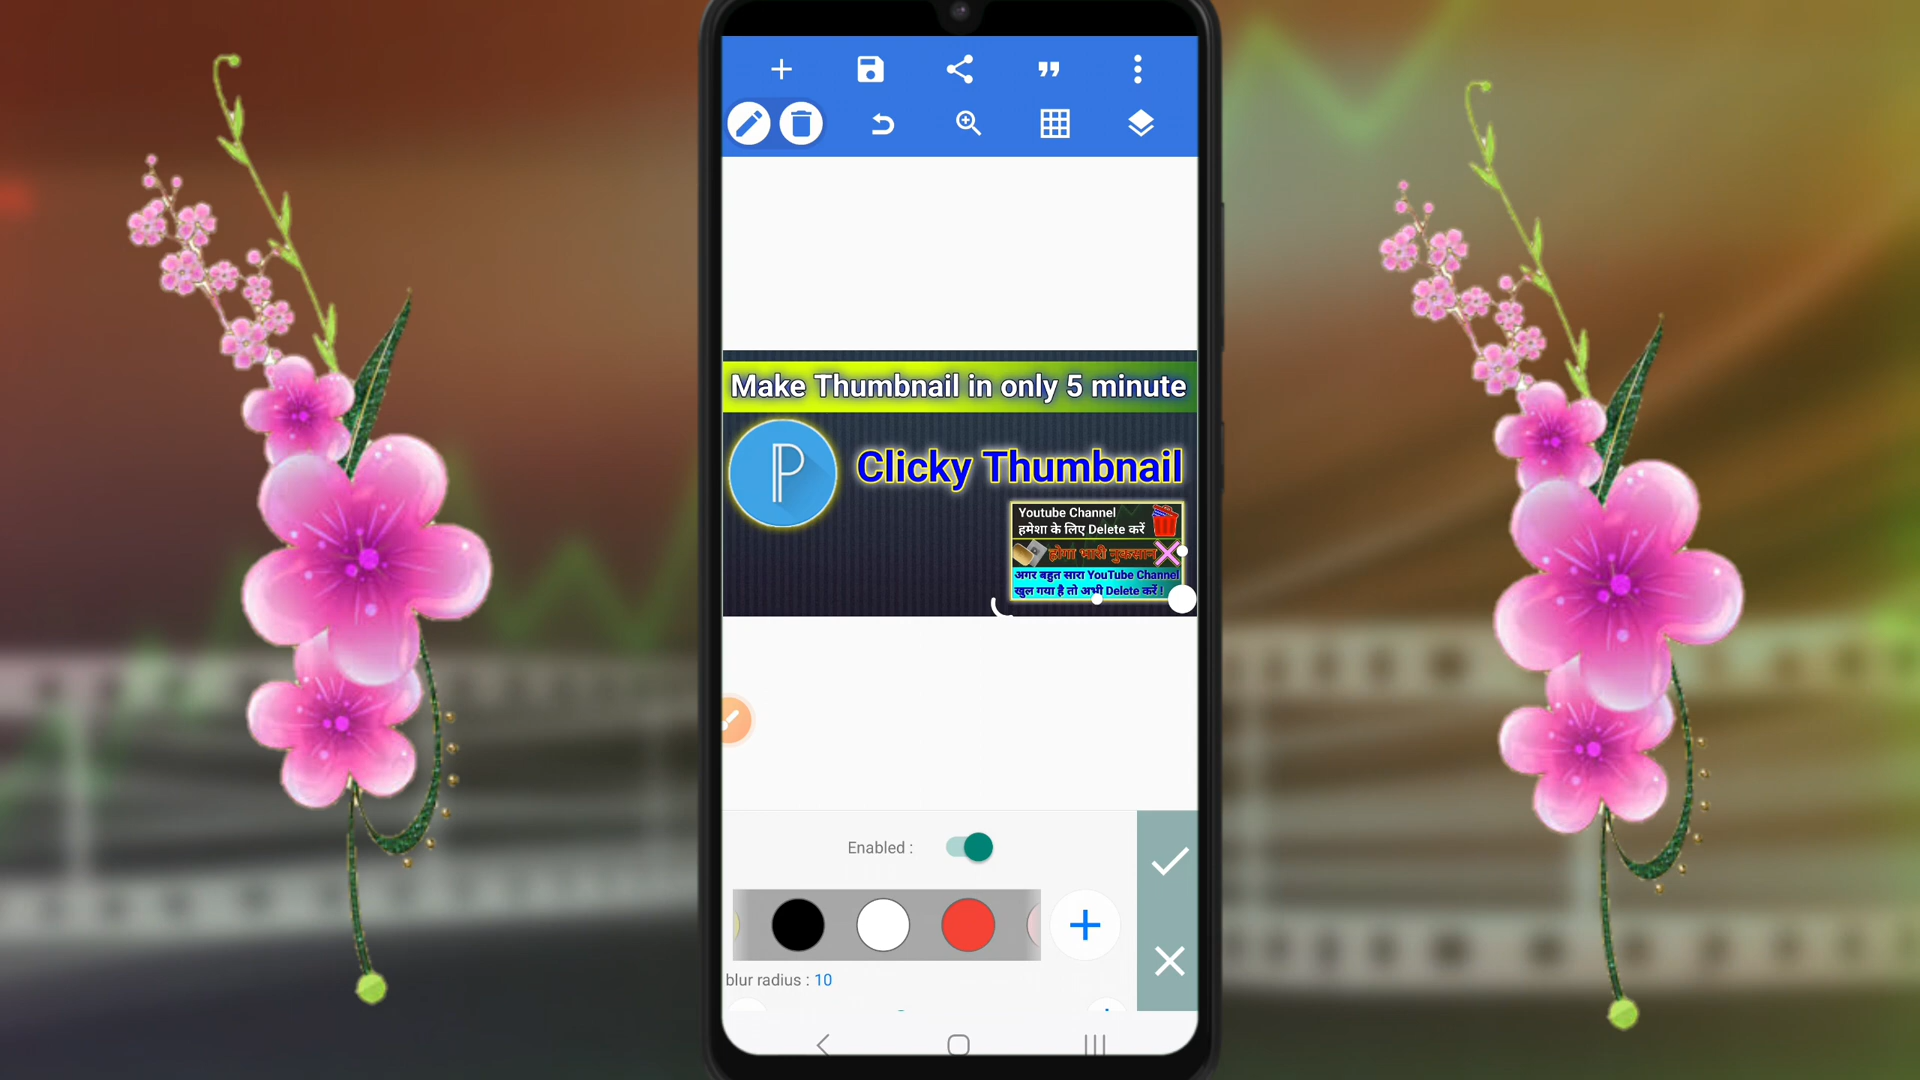 Make Thumbnail in only 5 minute
P
Clicky Thumbnail
Youtube Channel
हमेशा के लिए Delete करें
होगा भारी नुकसान
अगर बहुत सारा YouTube Channel
खुल गया है तो अभी Delete करें !
Enabled :
blur radius : 10